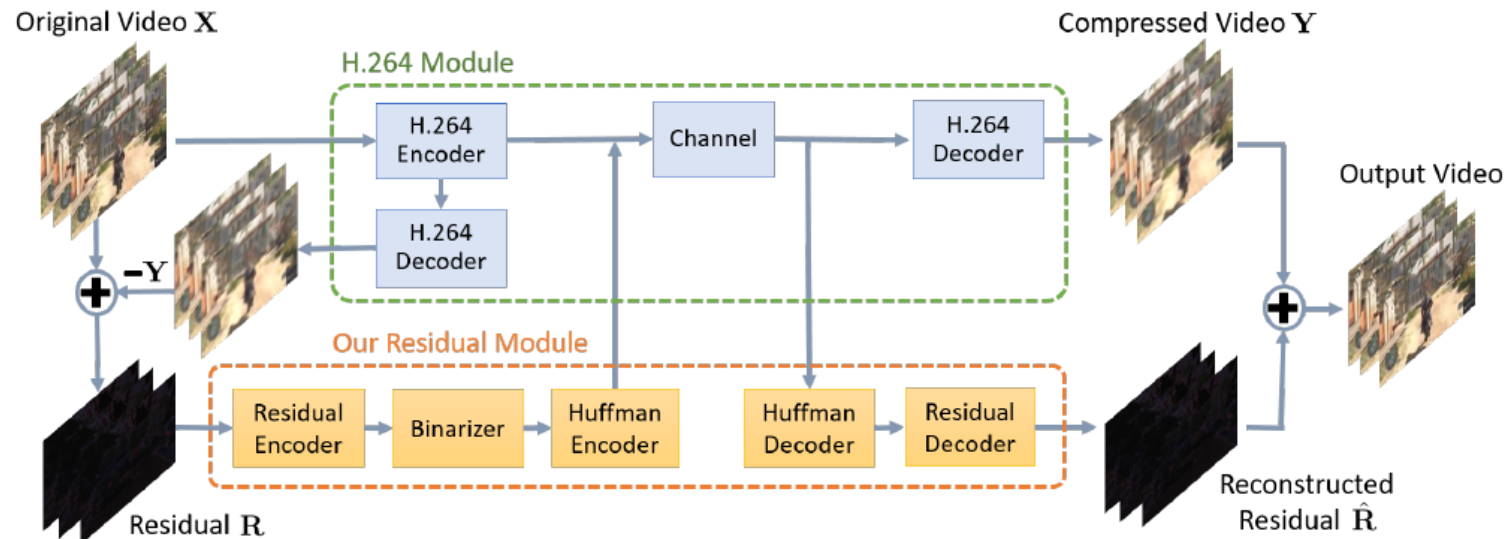 Original Video X
Compressed Video Y
H.264 Module
H.264
Encoder
Channel
H.264
Decoder
Output Video
H.264
Decoder
−Y
+
+
Our Residual Module
Residual
Encoder
Binarizer
Huffman
Encoder
Huffman
Decoder
Residual
Decoder
Residual R
Reconstructed
Residual R̂